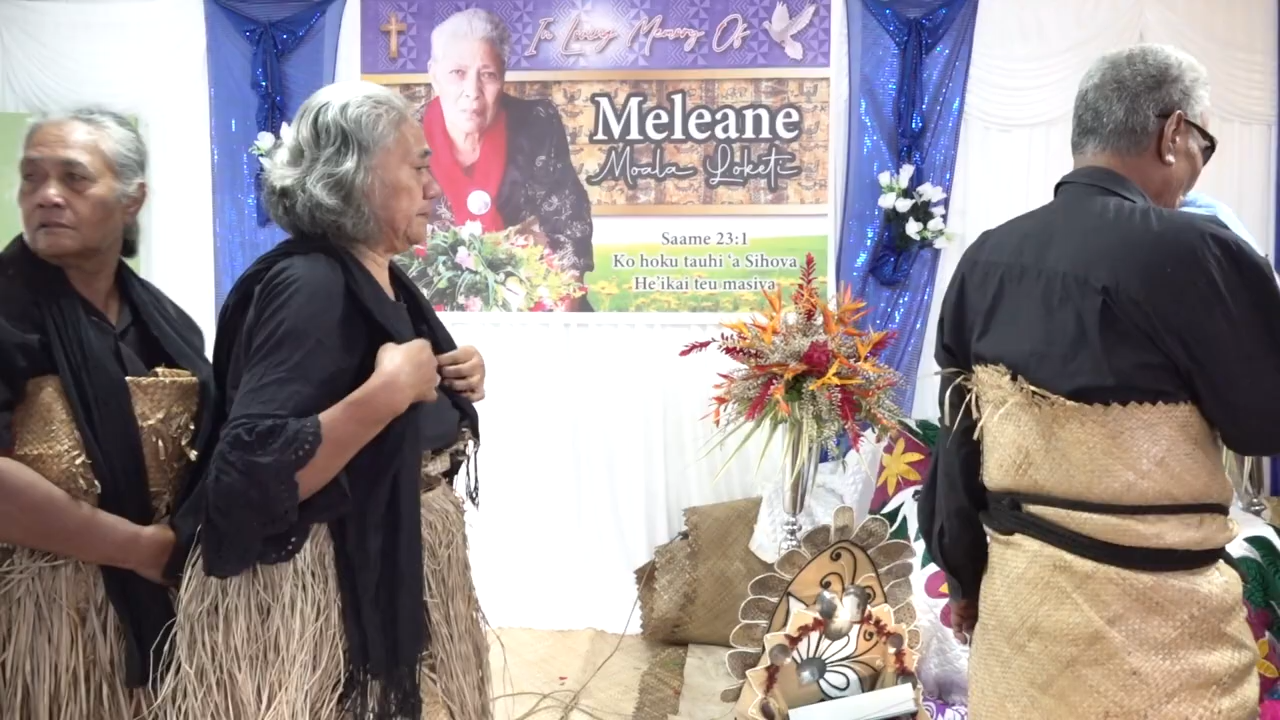 In Loving Memory Of
Meleane
Moala Loketi
Saame 23:1
Ko hoku tauhi ‘a Sihova
He’ikai teu masiva